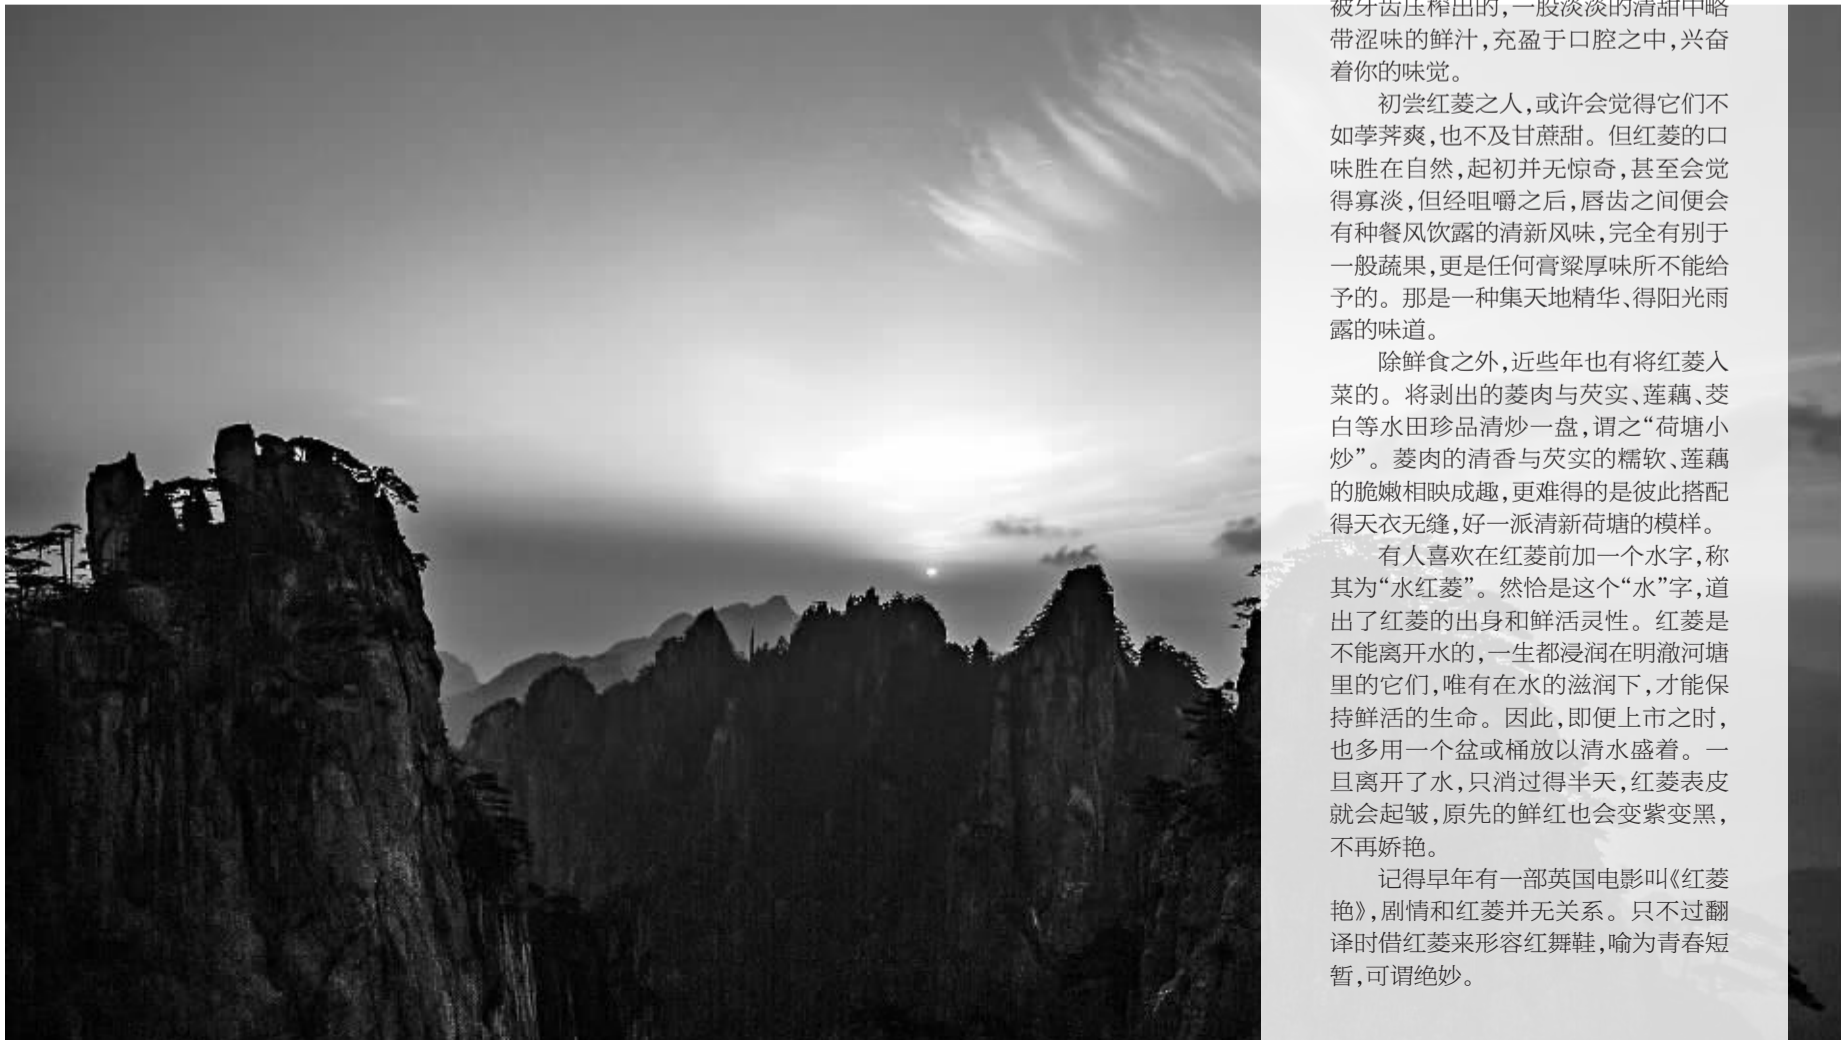 被牙齿压榨出的,一股淡淡的清甜中略
带涩味的鲜汁,充盈于口腔之中,兴奋
着你的味觉。
初尝红菱之人,或许会觉得它们不
如荸荠爽,也不及甘蔗甜。但红菱的口
味胜在自然,起初并无惊奇,甚至会觉
得寡淡,但经咀嚼之后,唇齿之间便会
有种餐风饮露的清新风味,完全有别于
一般蔬果,更是任何膏粱厚味所不能给
予的。那是一种集天地精华、得阳光雨
露的味道。
除鲜食之外,近些年也有将红菱入
菜的。将剥出的菱肉与芡实、莲藕、茭
白等水田珍品清炒一盘,谓之“荷塘小
炒”。菱肉的清香与芡实的糯软、莲藕
的脆嫩相映成趣,更难得的是彼此搭配
得天衣无缝,好一派清新荷塘的模样。
有人喜欢在红菱前加一个水字,称
其为“水红菱”。然恰是这个“水”字,道
出了红菱的出身和鲜活灵性。红菱是
不能离开水的,一生都浸润在明澈河塘
里的它们,唯有在水的滋润下,才能保
持鲜活的生命。因此,即便上市之时,
也多用一个盆或桶放以清水盛着。一
旦离开了水,只消过得半天,红菱表皮
就会起皱,原先的鲜红也会变紫变黑,
不再娇艳。
记得早年有一部英国电影叫《红菱
艳》,剧情和红菱并无关系。只不过翻
译时借红菱来形容红舞鞋,喻为青春短
暂,可谓绝妙。